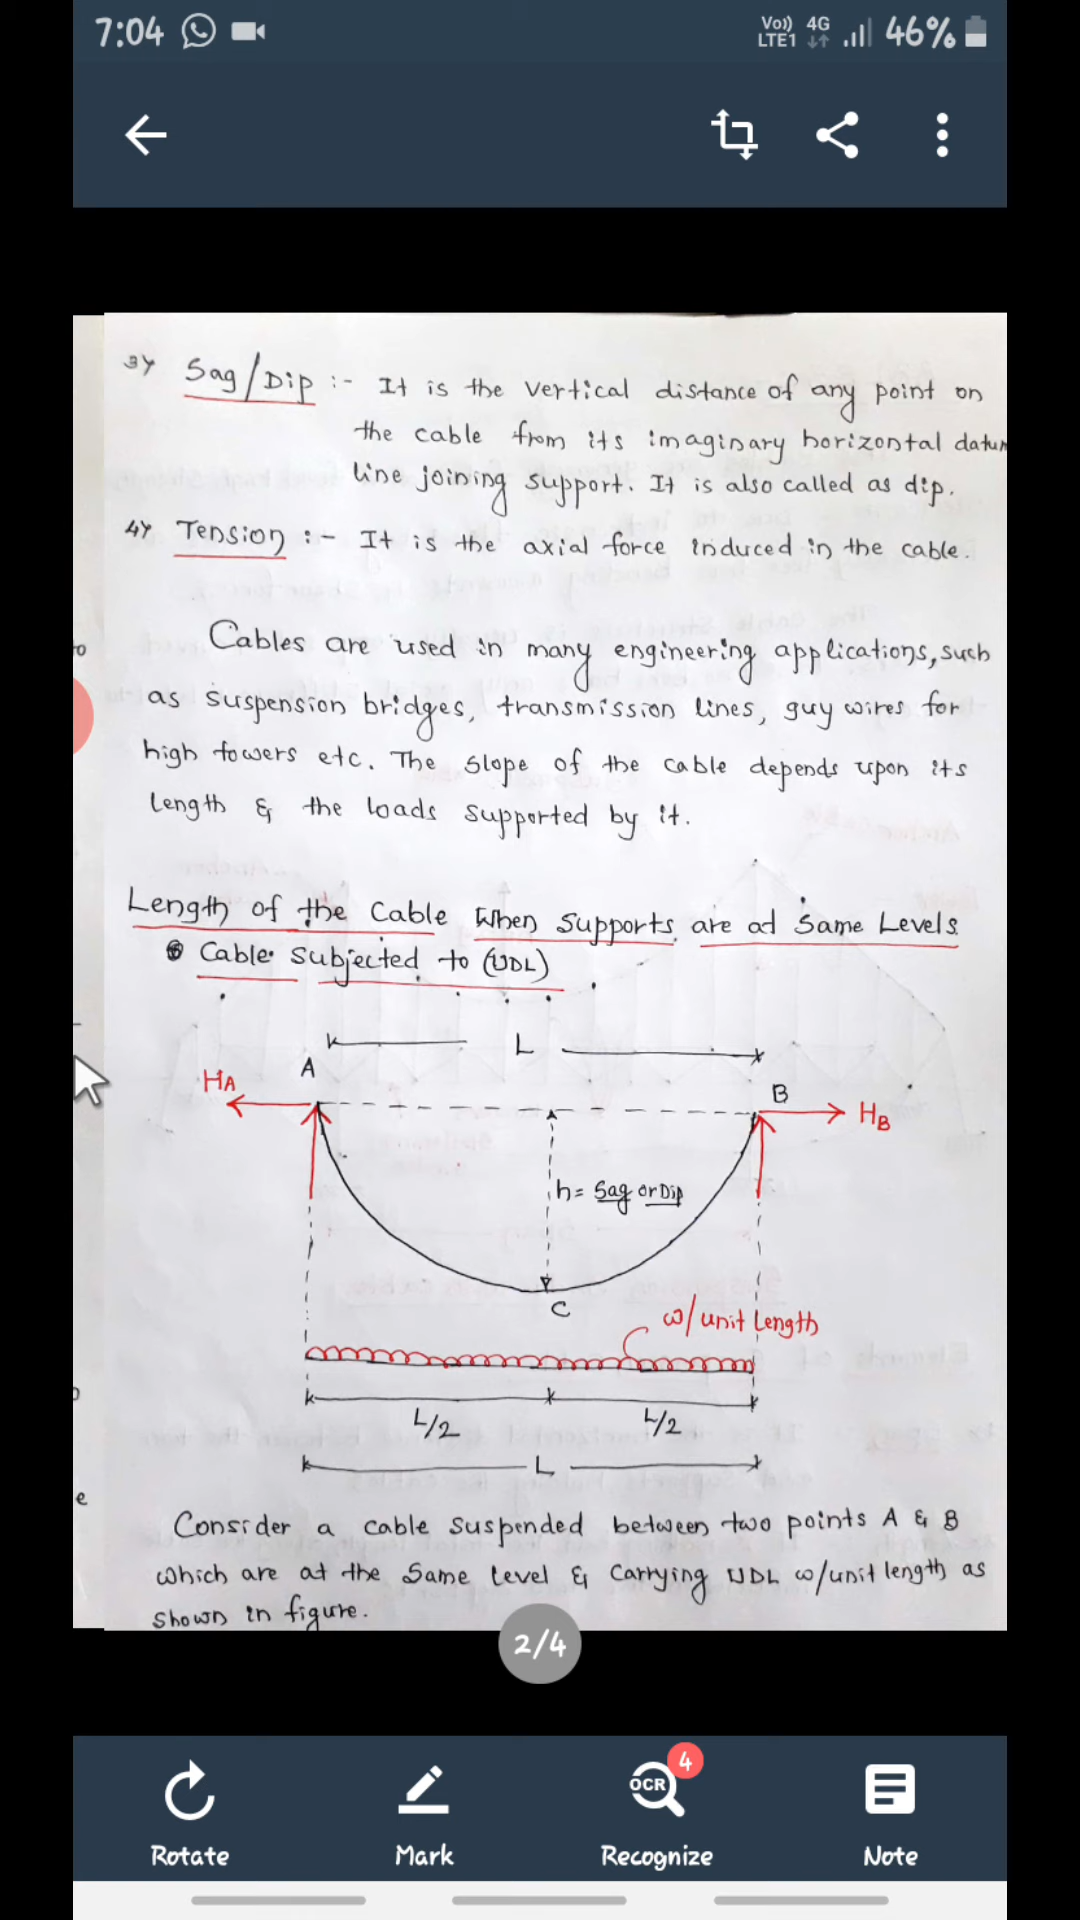 7:04
Vo)) LTE1 4G 46%
3) Sag/Dip :- It is the vertical distance of any point on
the cable from its imaginary horizontal datum
line joining support. It is also called as dip.
4) Tension :- It is the axial force induced in the cable.
Cables are used in many engineering applications, such
as suspension bridges, transmission lines, guy wires for
high towers etc. The slope of the cable depends upon its
length & the loads supported by it.
Length of the Cable When supports are at Same Levels
Cable subjected to (UDL)
L
A
HA
B
HB
h= Sag or Dip
C
w/unit Length
L/2 L/2
L
Consider a cable suspended between two points A & B
which are at the same level & carrying UDL w/unit length as
shown in figure.
2/4
4
OCR
Rotate Mark Recognize Note